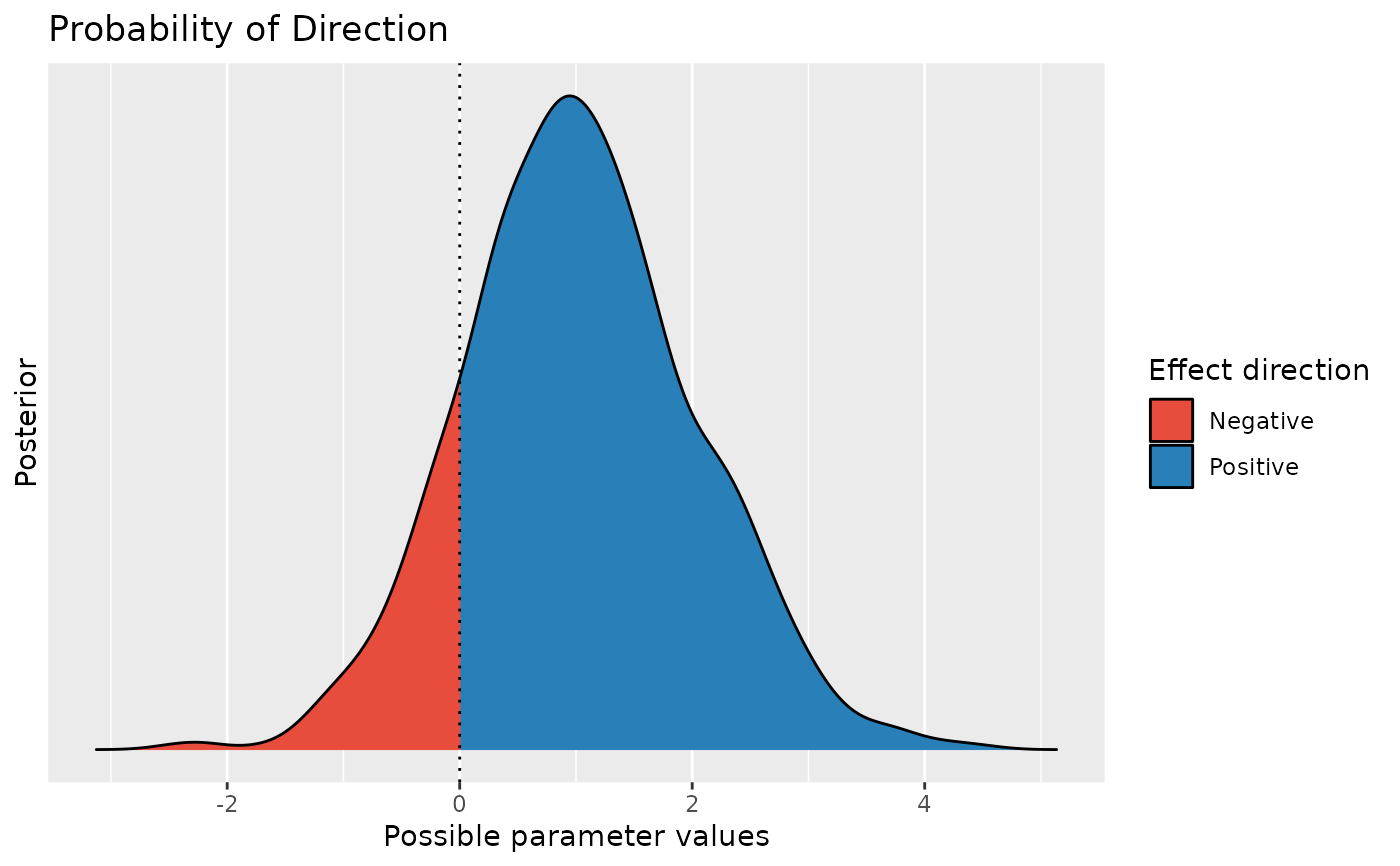 Probability of Direction
Posterior
-2 0 2 4
Possible parameter values
Effect direction
Negative
Positive